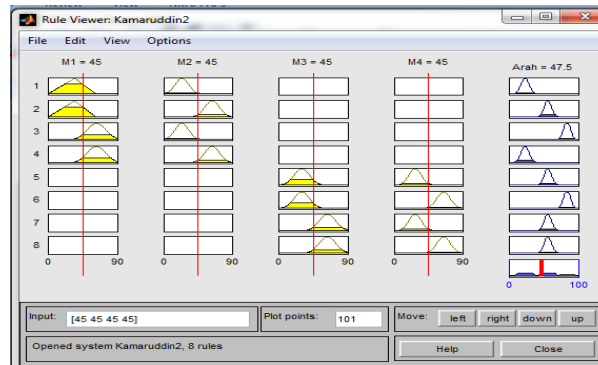 Rule Viewer: Kamaruddin2
File Edit View Options
M1 = 45 M2 = 45 M3 = 45 M4 = 45 Arah = 47.5
1
2
3
4
5
6
7
8
0 90 0 90 0 90 0 90
0 100
Input: [45 45 45 45] Plot points: 101 Move: left right down up
Opened system Kamaruddin2, 8 rules Help Close